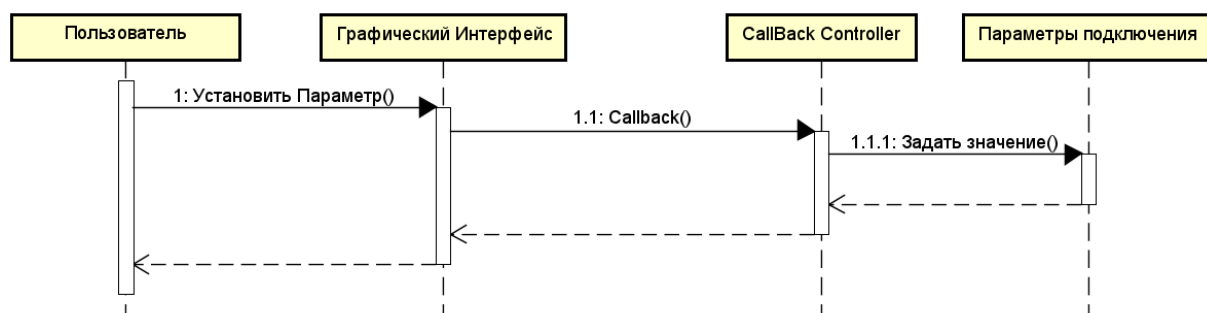 Пользователь
Графический Интерфейс
CallBack Controller
Параметры подключения
1: Установить Параметр()
1.1: Callback()
1.1.1: Задать значение()